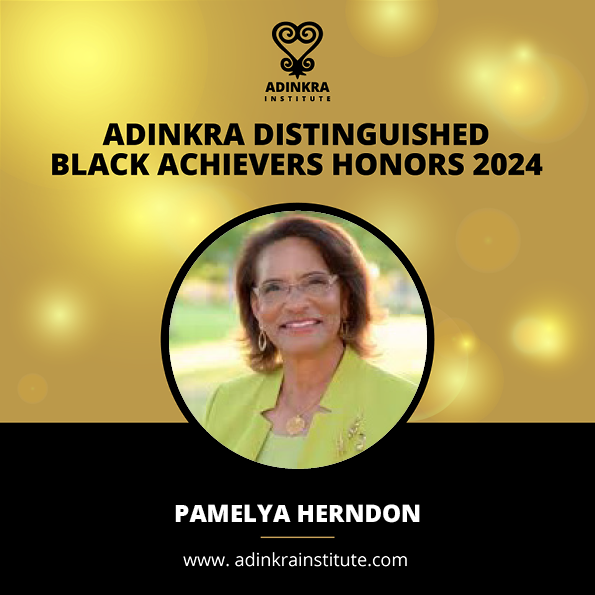 ADINKRA
INSTITUTE
ADINKRA DISTINGUISHED
BLACK ACHIEVERS HONORS 2024
PAMELYA HERNDON
www. adinkrainstitute.com